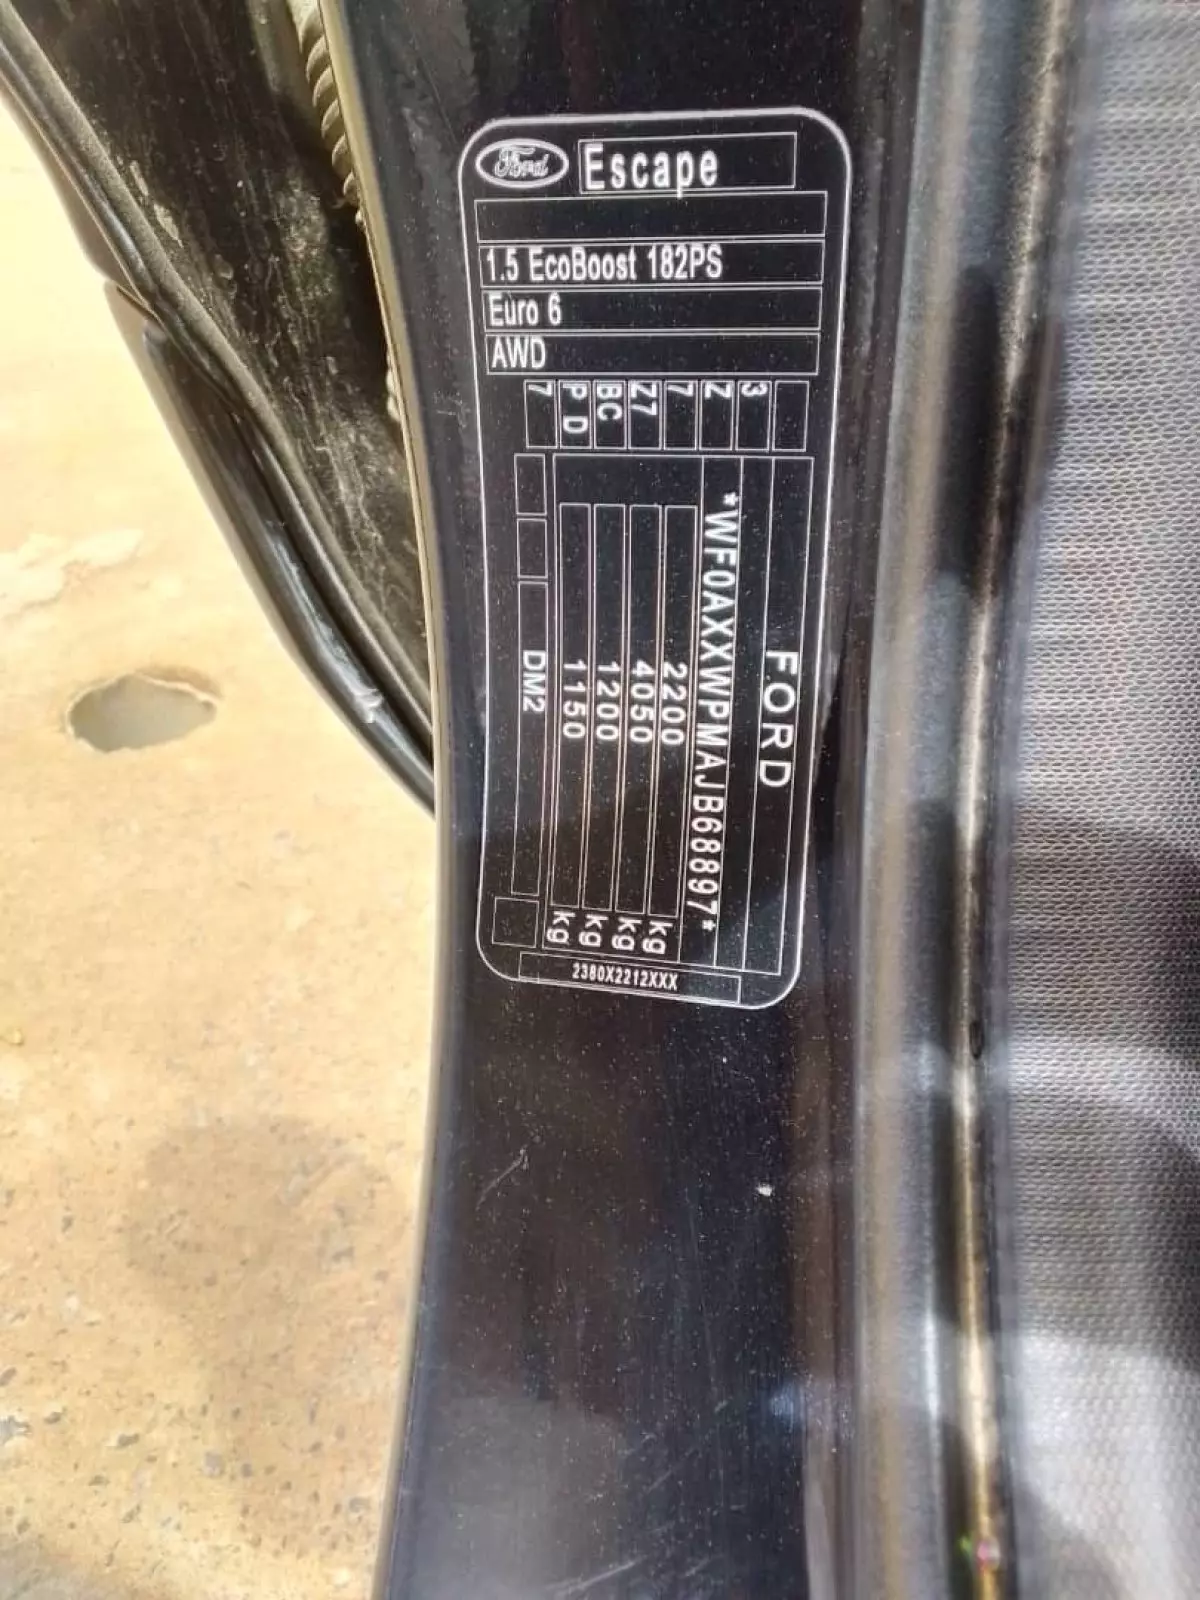 Ford
Escape
1.5 EcoBoost 182PS
Euro 6
AWD
3
Z
7
Z7
BC
P D
7
FORD
*WF0AXXWPMAJB68897*
2200 kg
4050 kg
1200 kg
1150 kg
DM2
2380X2212XXX